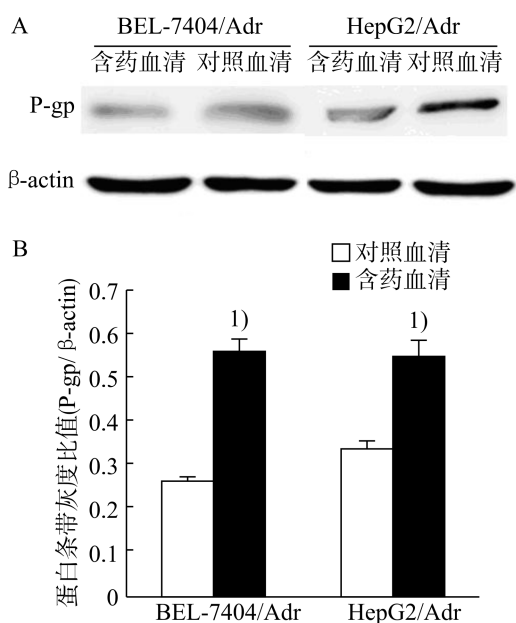 A
BEL-7404/Adr HepG2/Adr
含药血清 对照血清 含药血清 对照血清
P-gp
β-actin
B
对照血清
含药血清
蛋白条带灰度比值(P-gp/β-actin)
0.7
0.6
0.5
0.4
0.3
0.2
0.1
0
1)
1)
BEL-7404/Adr HepG2/Adr